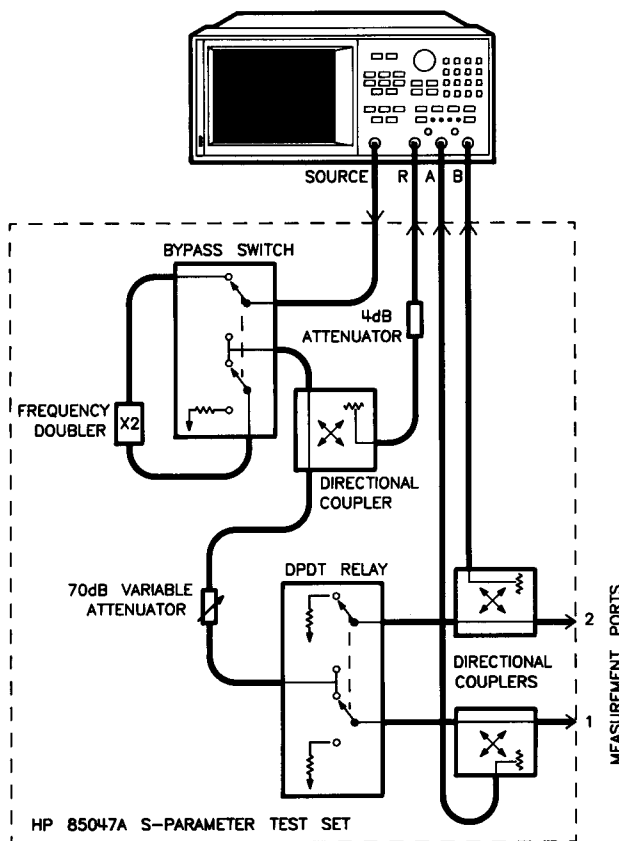 SOURCE R A B
BYPASS SWITCH
4dB
ATTENUATOR
FREQUENCY
DOUBLER
X2
DIRECTIONAL
COUPLER
70dB VARIABLE
ATTENUATOR
DPDT RELAY
2
DIRECTIONAL
COUPLERS
1
MEASUREMENT PORTS
HP 85047A S-PARAMETER TEST SET